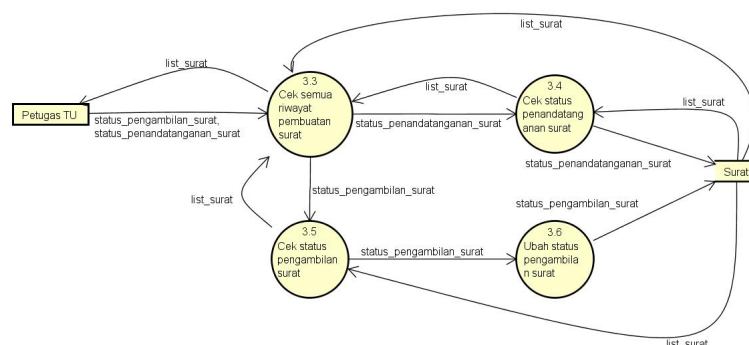 list_surat
list_surat
3.3
Cek semua
riwayat
pembuatan
surat
list_surat
3.4
Cek status
penandatang
anan surat
list_surat
Petugas TU
status_pengambilan_surat,
status_penandatanganan_surat
status_penandatanganan_surat
status_penandatanganan_surat
Surat
status_pengambilan_surat
list_surat
status_pengambilan_surat
3.5
Cek status
pengambilan
surat
status_pengambilan_surat
3.6
Ubah status
pengambila
n surat
list_surat